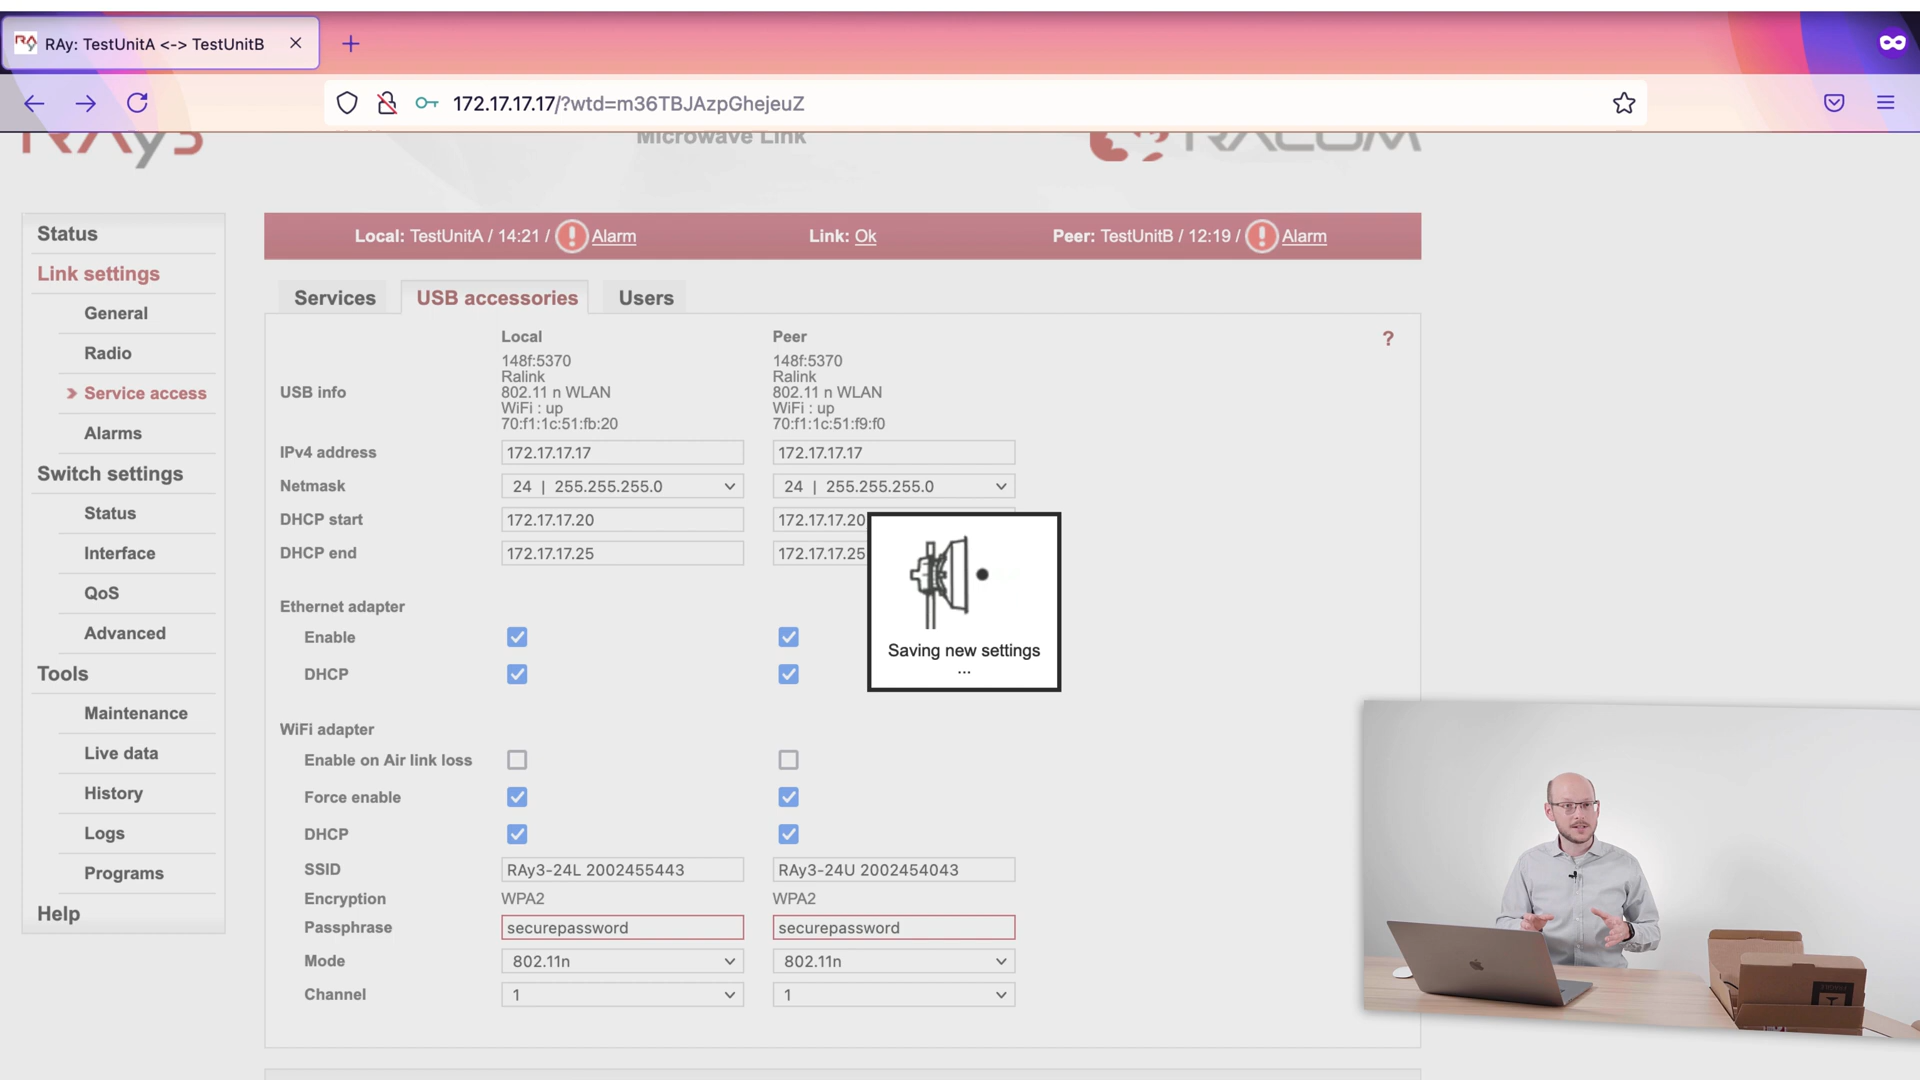 RAy: TestUnitA <-> TestUnitB
172.17.17.17/?wtd=m36TBJAzpGhejeuZ
RAy3
Microwave Link
RACOM
Local: TestUnitA / 14:21 / ! Alarm
Link: Ok
Peer: TestUnitB / 12:19 / ! Alarm
Status
Link settings
General
Radio
Service access
Alarms
Switch settings
Status
Interface
QoS
Advanced
Tools
Maintenance
Live data
History
Logs
Programs
Help
Services
USB accessories
Users
?
Local
Peer
USB info
148f:5370
Ralink
802.11 n WLAN
WiFi : up
70:f1:1c:51:fb:20
148f:5370
Ralink
802.11 n WLAN
WiFi : up
70:f1:1c:51:f9:f0
IPv4 address 172.17.17.17 172.17.17.17
Netmask 24 | 255.255.255.0 24 | 255.255.255.0
DHCP start 172.17.17.20 172.17.17.20
DHCP end 172.17.17.25 172.17.17.25
Saving new settings
...
Ethernet adapter
Enable
DHCP
WiFi adapter
Enable on Air link loss
Force enable
DHCP
SSID RAy3-24L 2002455443 RAy3-24U 2002454043
Encryption WPA2 WPA2
Passphrase securepassword securepassword
Mode 802.11n 802.11n
Channel 1 1